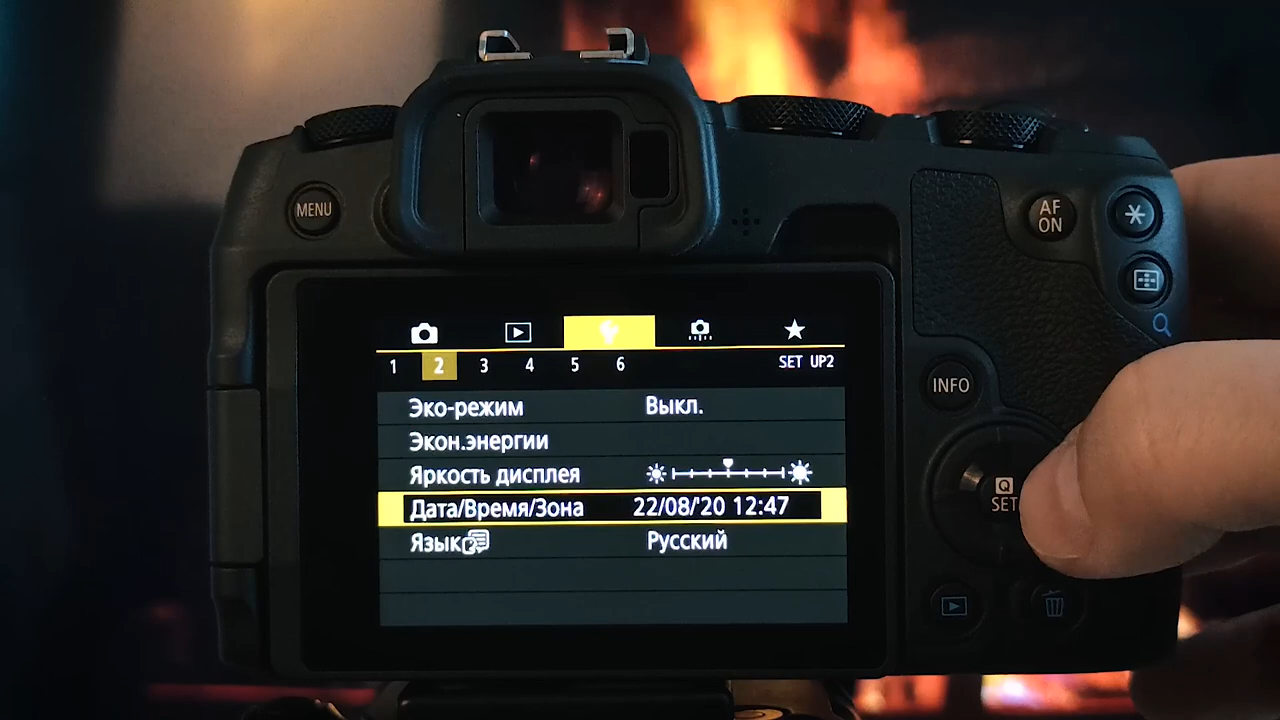 MENU
AF
ON
1 2 3 4 5 6 SET UP2
Эко-режим Выкл.
INFO
Экон.энергии
Яркость дисплея
Q
SET
Дата/Время/Зона 22/08/'20 12:47
Язык Русский